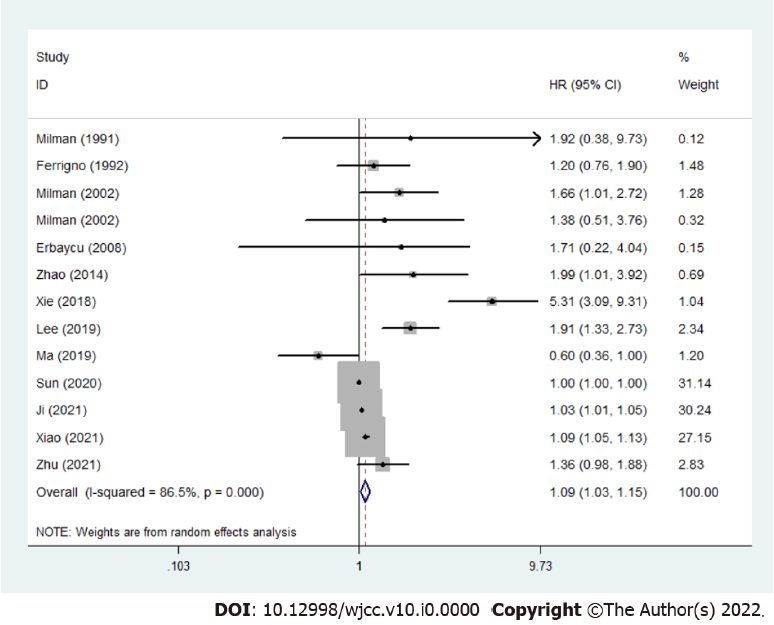 Study %
ID HR (95% CI) Weight
Milman (1991) 1.92 (0.38, 9.73) 0.12
Ferrigno (1992) 1.20 (0.76, 1.90) 1.48
Milman (2002) 1.66 (1.01, 2.72) 1.28
Milman (2002) 1.38 (0.51, 3.76) 0.32
Erbaycu (2008) 1.71 (0.22, 4.04) 0.15
Zhao (2014) 1.99 (1.01, 3.92) 0.69
Xie (2018) 5.31 (3.09, 9.31) 1.04
Lee (2019) 1.91 (1.33, 2.73) 2.34
Ma (2019) 0.60 (0.36, 1.00) 1.20
Sun (2020) 1.00 (1.00, 1.00) 31.14
Ji (2021) 1.03 (1.01, 1.05) 30.24
Xiao (2021) 1.09 (1.05, 1.13) 27.15
Zhu (2021) 1.36 (0.98, 1.88) 2.83
Overall (I-squared = 86.5%, p = 0.000) 1.09 (1.03, 1.15) 100.00
NOTE: Weights are from random effects analysis
.103 1 9.73
DOI: 10.12998/wjcc.v10.i0.0000 Copyright ©The Author(s) 2022.